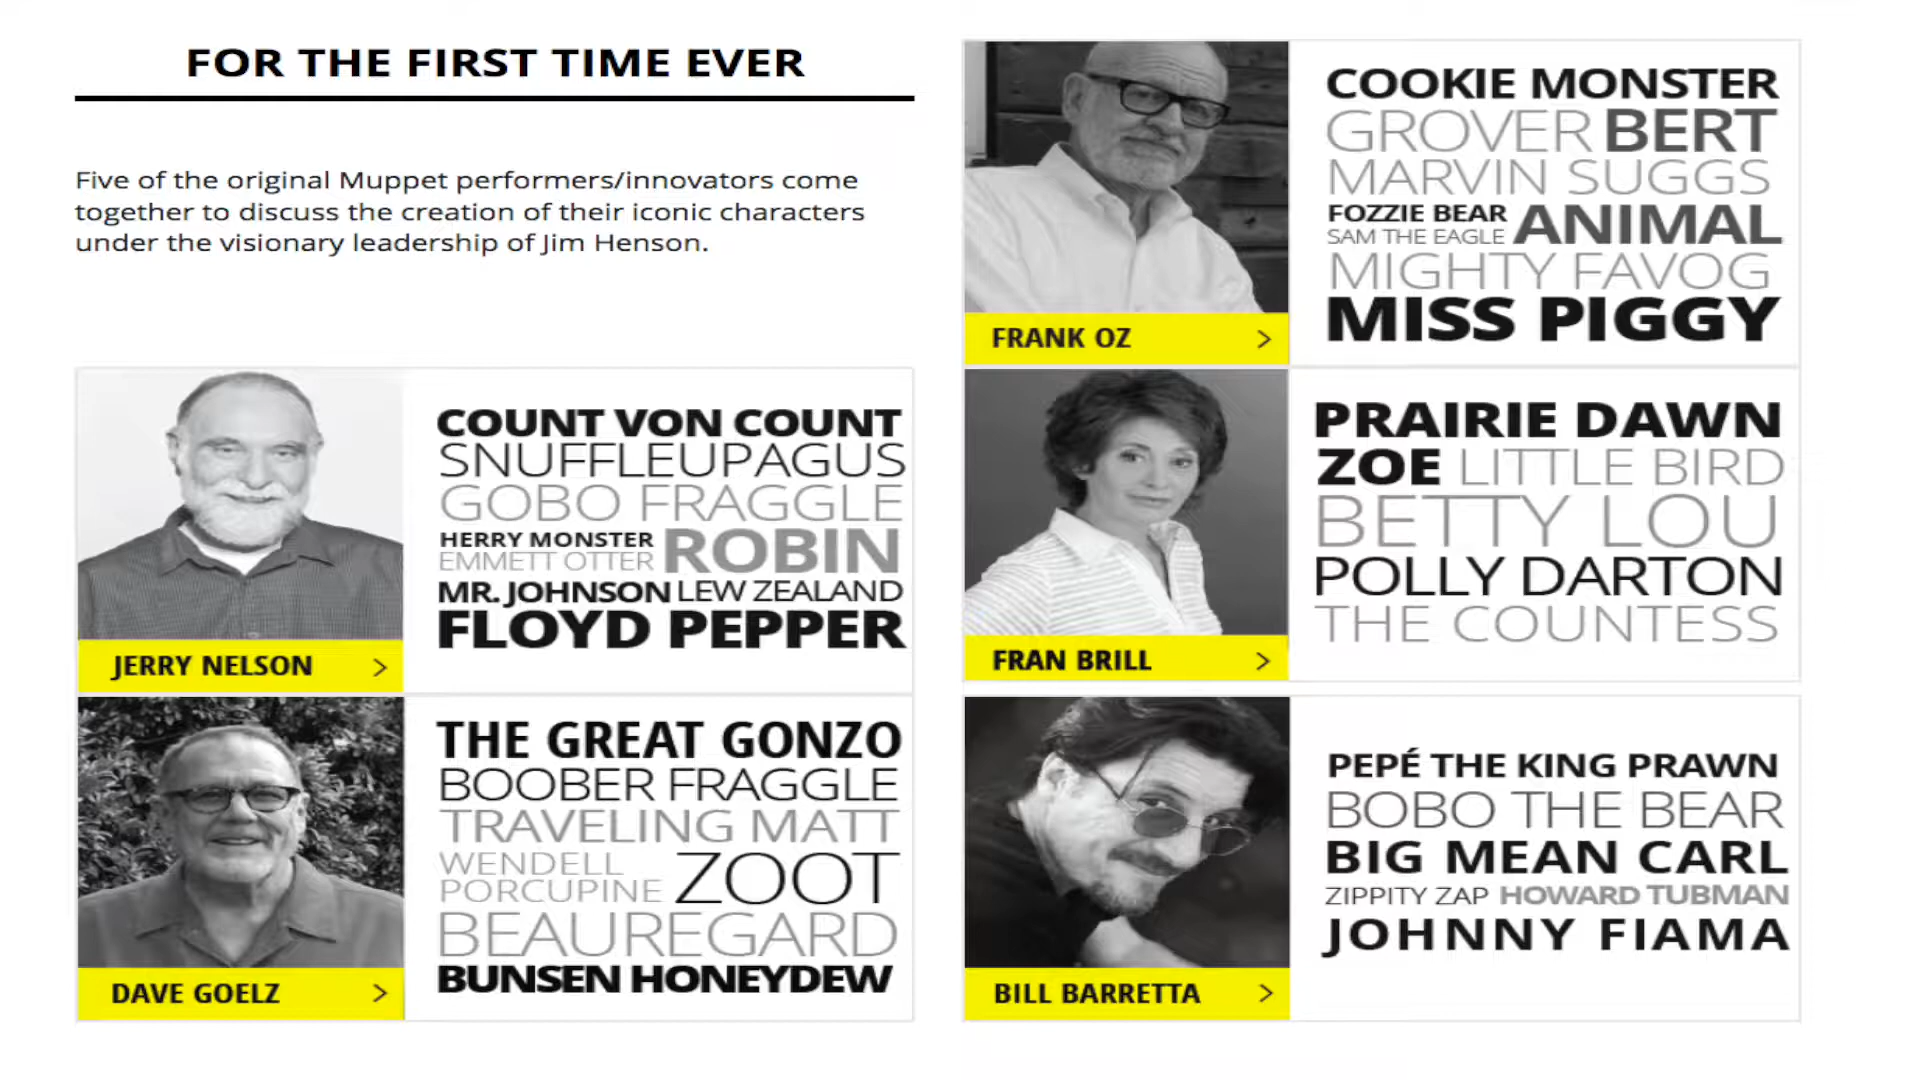 FOR THE FIRST TIME EVER
Five of the original Muppet performers/innovators come
together to discuss the creation of their iconic characters
under the visionary leadership of Jim Henson.
COUNT VON COUNT
SNUFFLEUPAGUS
GOBO FRAGGLE
HERRY MONSTER
EMMETT OTTER
ROBIN
MR. JOHNSON LEW ZEALAND
FLOYD PEPPER
JERRY NELSON >
THE GREAT GONZO
BOOBER FRAGGLE
TRAVELING MATT
WENDELL
PORCUPINE
ZOOT
BEAUREGARD
BUNSEN HONEYDEW
DAVE GOELZ >
COOKIE MONSTER
GROVER BERT
MARVIN SUGGS
FOZZIE BEAR
SAM THE EAGLE
ANIMAL
MIGHTY FAVOG
MISS PIGGY
FRANK OZ >
PRAIRIE DAWN
ZOE LITTLE BIRD
BETTY LOU
POLLY DARTON
THE COUNTESS
FRAN BRILL >
PEPÉ THE KING PRAWN
BOBO THE BEAR
BIG MEAN CARL
ZIPPITY ZAP HOWARD TUBMAN
JOHNNY FIAMA
BILL BARRETTA >